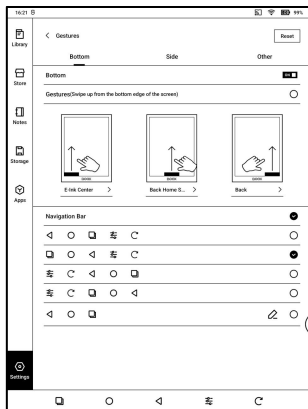 16:21
99%
Library
Gestures
Reset
Bottom
Side
Other
Store
Bottom
ON
Gestures(Swipe up from the bottom edge of the screen)
Notes
Storage
Apps
E-Ink Center
Back Home S...
Back
Navigation Bar
Settings